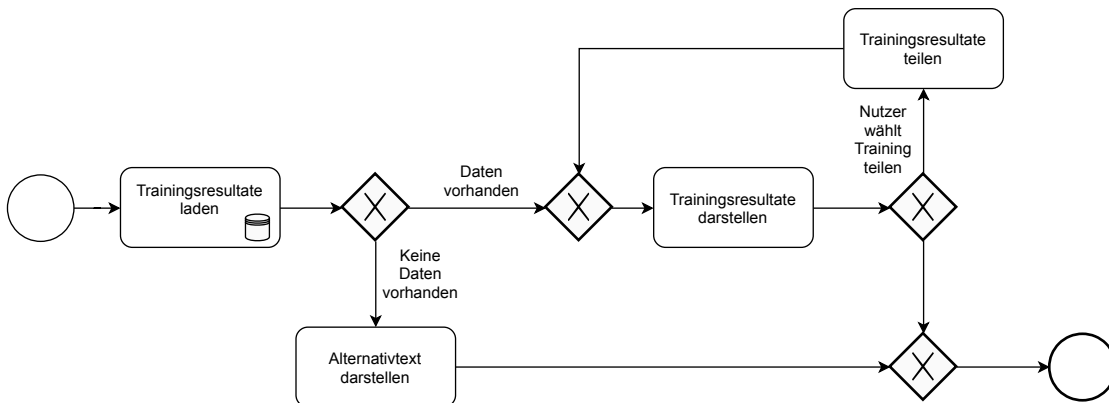 Trainingsresultate
teilen
Nutzer
wählt
Training
teilen
Daten
vorhanden
Trainingsresultate
laden
Trainingsresultate
darstellen
Keine
Daten
vorhanden
Alternativtext
darstellen